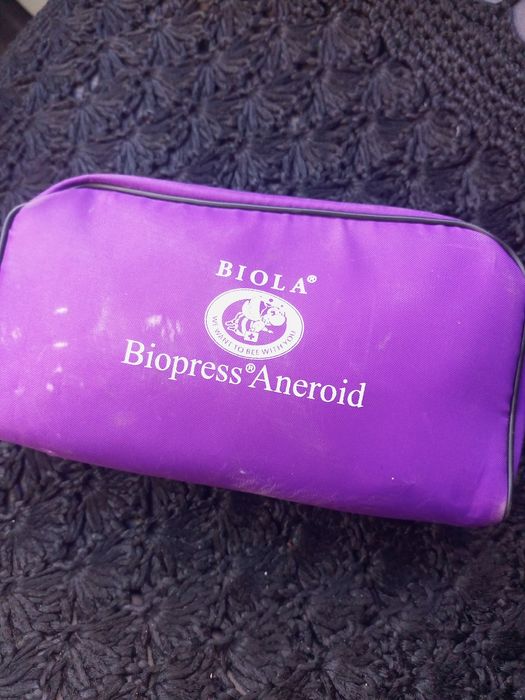 BIOLA®
WE WANT TO BEE WITH YOU
Biopress® Aneroid